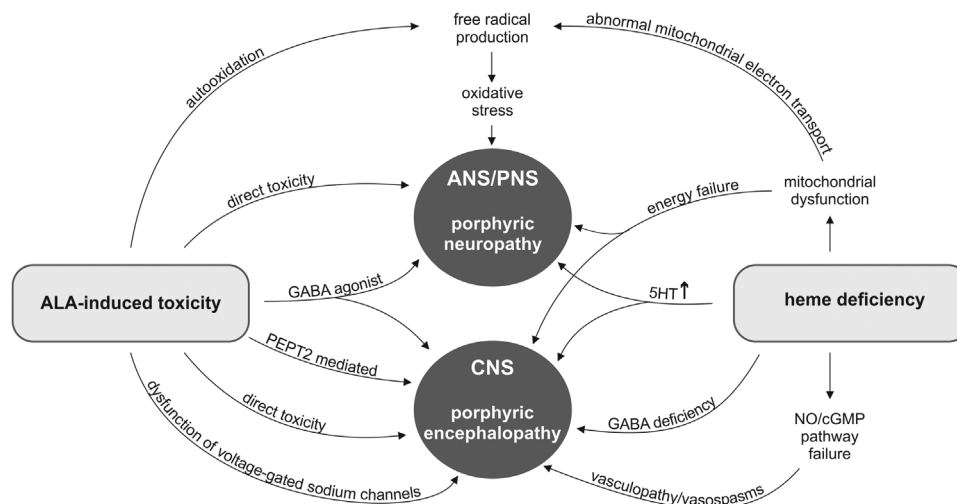 free radical
production
abnormal mitochondrial electron transport
autooxidation
oxidative
stress
ANS/PNS
porphyric
neuropathy
direct toxicity
energy failure
mitochondrial
dysfunction
ALA-induced toxicity
GABA agonist
5HT↑
heme deficiency
PEPT2 mediated
CNS
porphyric
encephalopathy
direct toxicity
GABA deficiency
NO/cGMP
pathway
failure
dysfunction of voltage-gated sodium channels
vasculopathy/vasospasms